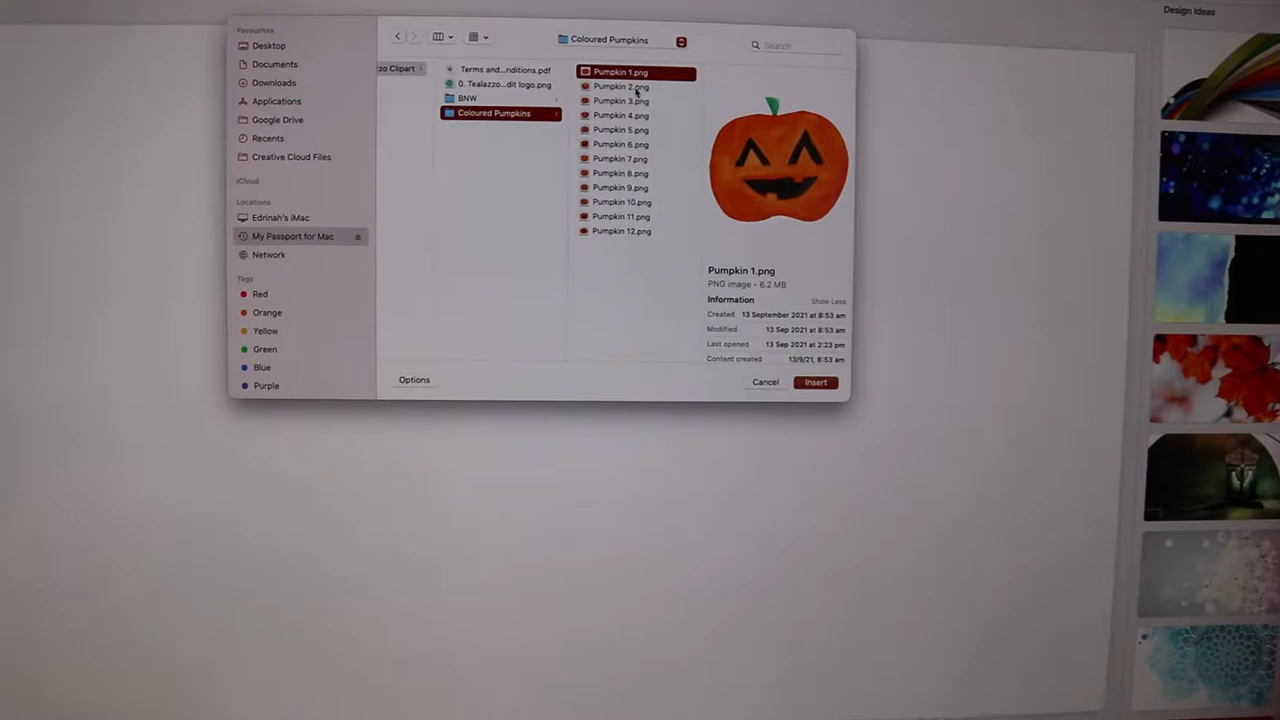 Design Ideas
Favourites
Desktop
Documents
Downloads
Applications
Google Drive
Recents
Creative Cloud Files
iCloud
Locations
Edrinah's iMac
My Passport for Mac
Network
Tags
Red
Orange
Yellow
Green
Blue
Purple
Coloured Pumpkins
Search
zzo Clipart
Terms and...nditions.pdf
0. Tealazzo...dit logo.png
BNW
Coloured Pumpkins
Pumpkin 1.png
Pumpkin 2.png
Pumpkin 3.png
Pumpkin 4.png
Pumpkin 5.png
Pumpkin 6.png
Pumpkin 7.png
Pumpkin 8.png
Pumpkin 9.png
Pumpkin 10.png
Pumpkin 11.png
Pumpkin 12.png
Pumpkin 1.png
PNG image - 6.2 MB
Information Show Less
Created 13 September 2021 at 8:53 am
Modified 13 Sep 2021 at 8:53 am
Last opened 13 Sep 2021 at 2:23 pm
Content created 13/9/21, 8:53 am
Options
Cancel
Insert